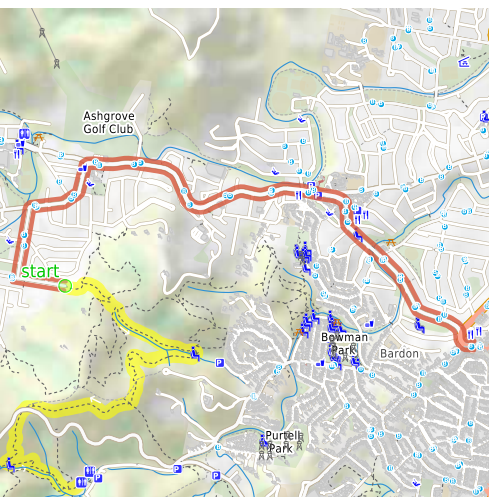 Ashgrove
Golf Club
start
Bowman
Park
Bardon
Purtell
Park
P
P
P